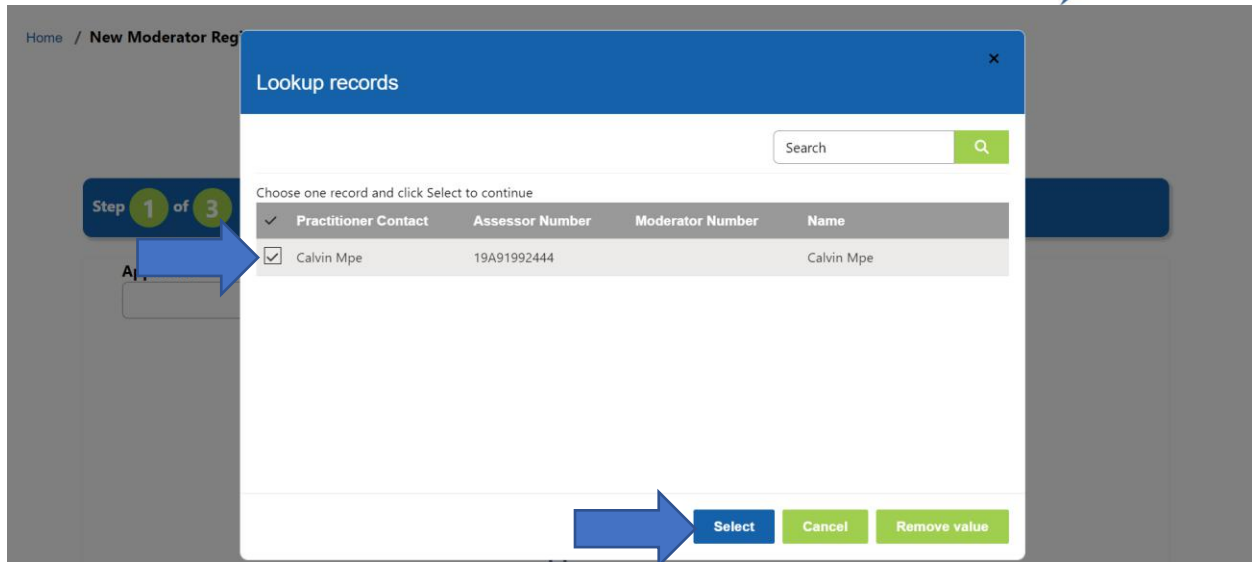 Home / New Moderator Reg
×
Lookup records
Search
Choose one record and click Select to continue
Step 1 of 3
Practitioner Contact Assessor Number Moderator Number Name
Calvin Mpe 19A91992444 Calvin Mpe
Select Cancel Remove value